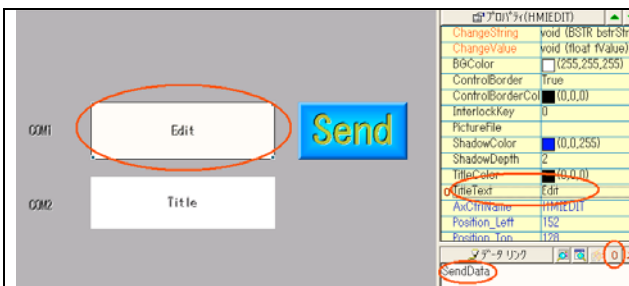 COM1
Edit
Send
COM2
Title
ﾌﾟﾛﾊﾟﾃｨ(HMIEDIT)
ChangeString void (BSTR bstrStr
ChangeValue void (float fValue)
BGColor (255,255,255)
ControlBorder True
ControlBorderCol (0,0,0)
InterlockKey 0
PictureFile
ShadowColor (0,0,255)
ShadowDepth 2
TitleColor (0,0,0)
TitleText Edit
AxCtrlName HMIEDIT
Position_Left 152
Position_Top 128
ﾃﾞｰﾀ ﾘﾝｸ
SendData